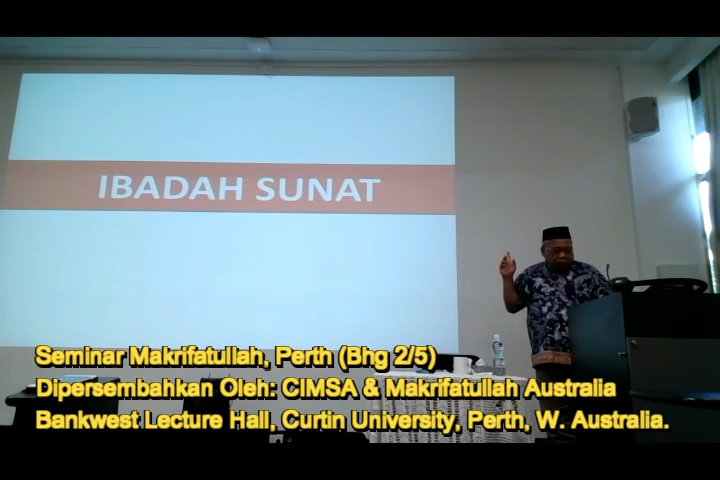 IBADAH SUNAT
Seminar Makrifatullah, Perth (Bhg 2/5)
Dipersembahkan Oleh: CIMSA & Makrifatullah Australia
Bankwest Lecture Hall, Curtin University, Perth, W. Australia.